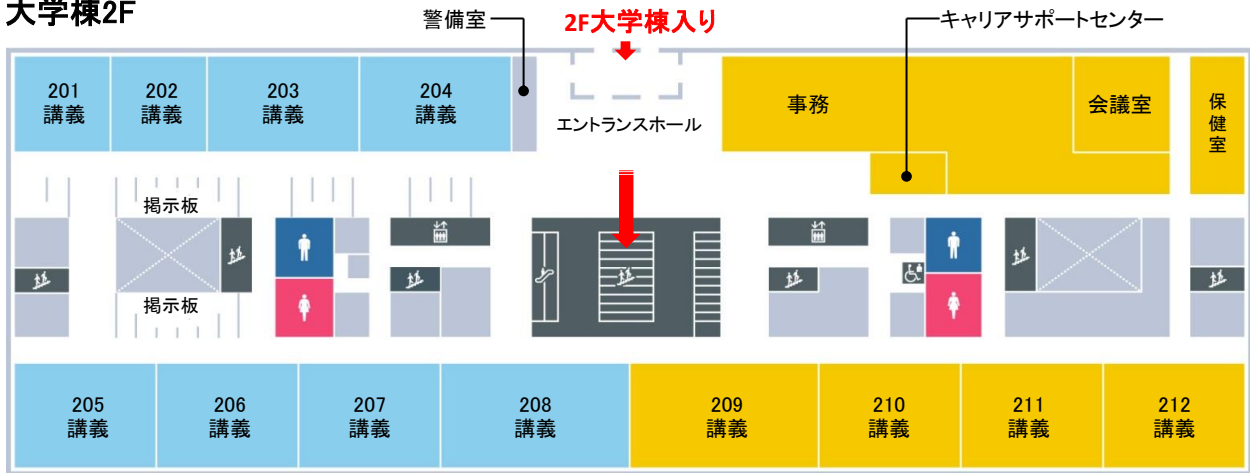 大学棟2F
警備室
2F大学棟入り
キャリアサポートセンター
201
講義
202
講義
203
講義
204
講義
エントランスホール
事務
会議室
保健室
掲示板
掲示板
205
講義
206
講義
207
講義
208
講義
209
講義
210
講義
211
講義
212
講義